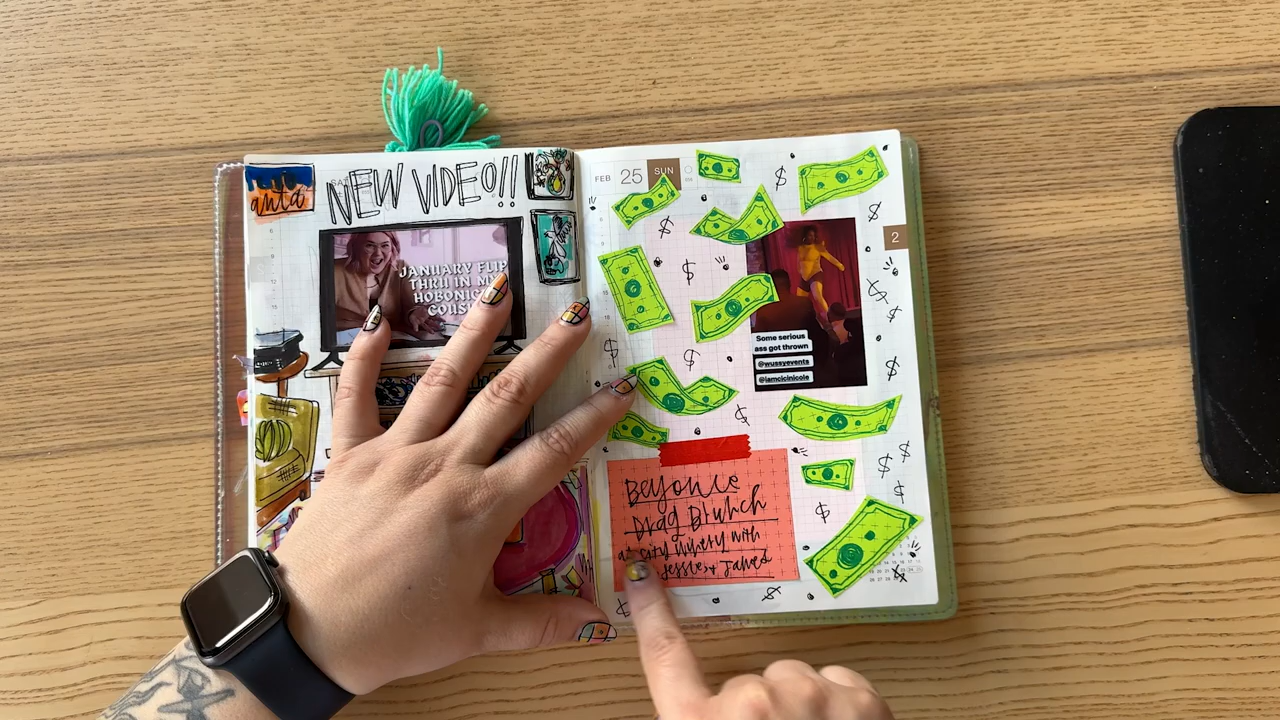 anta
NEW VIDEO!!
JANUARY FLIP
THRU IN MY
HOBONICHI
COUSIN
FEB 25 SUN
2
Some serious
ass got thrown
@wussyevents
@iamcicinicole
Beyonce
Drag Brunch
at city winery with
Jessie + Jared